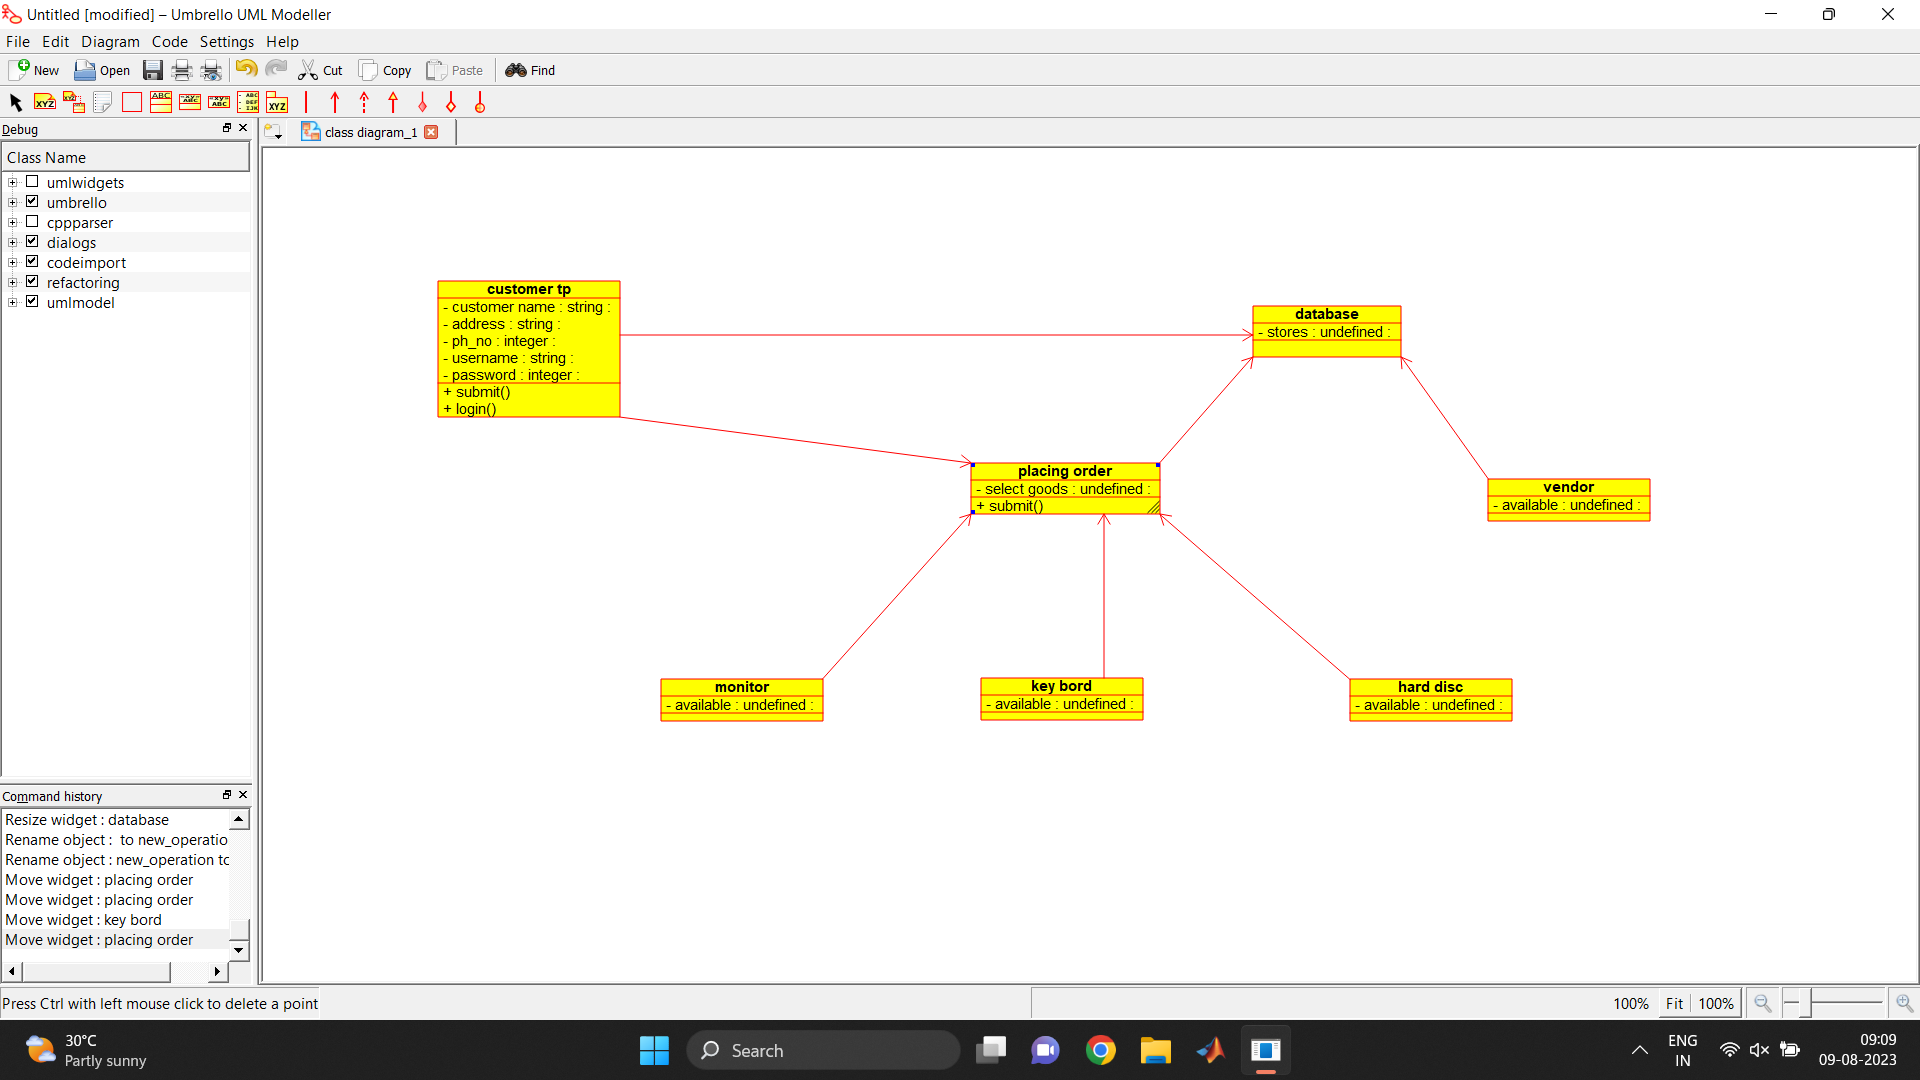 Untitled [modified] – Umbrello UML Modeller
File Edit Diagram Code Settings Help
New Open Cut Copy Paste Find
Debug
class diagram_1
Class Name
umlwidgets
umbrello
cppparser
dialogs
codeimport
refactoring
umlmodel
customer tp
- customer name : string :
- address : string :
- ph_no : integer :
- username : string :
- password : integer :
+ submit()
+ login()
database
- stores : undefined :
placing order
- select goods : undefined :
+ submit()
vendor
- available : undefined :
monitor
- available : undefined :
key bord
- available : undefined :
hard disc
- available : undefined :
Command history
Resize widget : database
Rename object : to new_operatio
Rename object : new_operation to
Move widget : placing order
Move widget : placing order
Move widget : key bord
Move widget : placing order
Press Ctrl with left mouse click to delete a point
100% Fit 100%
30°C
Partly sunny
Search
ENG
IN
09:09
09-08-2023